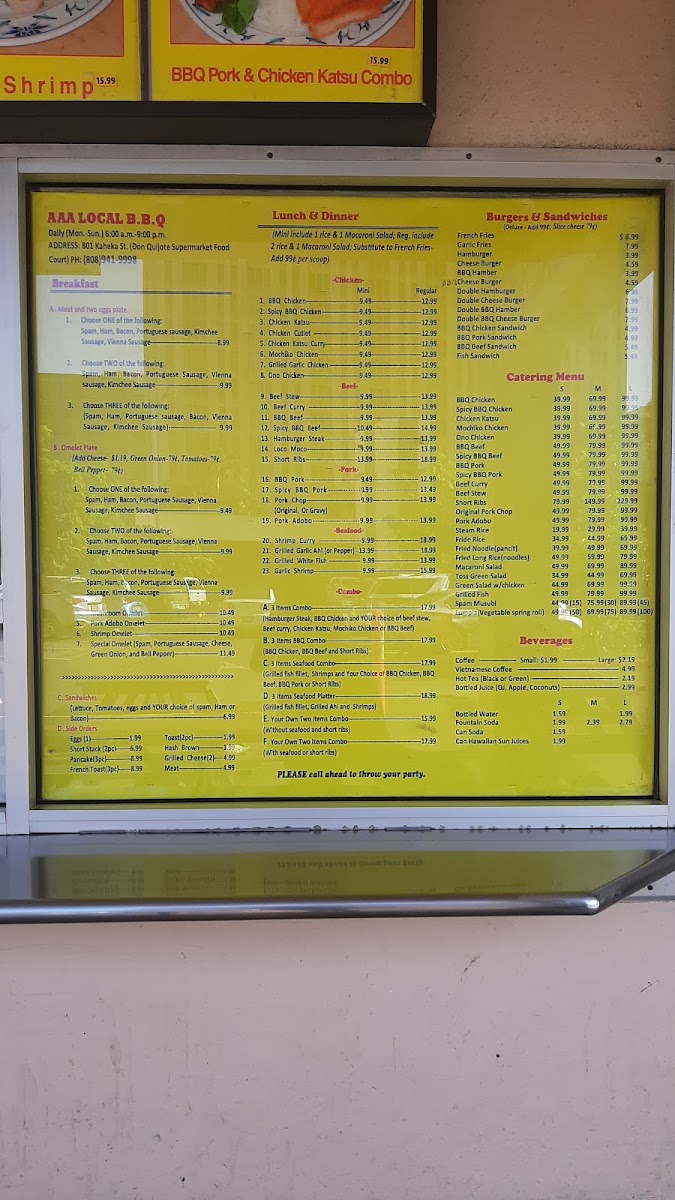 Shrimp 15.99
15.99
BBQ Pork & Chicken Katsu Combo
AAA LOCAL B.B.Q
Daily (Mon.-Sun.) 6:00 a.m.-9:00 p.m.
ADDRESS: 801 Kaheka St. (Don Quijote Supermarket Food
Court) PH: (808)941-9998
Breakfast
A. Meat and two eggs plate
1. Choose ONE of the following:
Spam, Ham, Bacon, Portuguese sausage, Kimchee
Sausage, Vienna Sausage 8.99
2. Choose TWO of the following:
Spam, Ham, Bacon, Portuguese Sausage, Vienna
sausage, Kimchee Sausage 9.99
3. Choose THREE of the following:
(Spam, Ham, Portuguese sausage, Bacon, Vienna
Sausage, Kimchee Sausage) 9.99
B. Omelet Plate
(Add Cheese- $1.19, Green Onion-79¢, Tomatoes-79¢,
Bell Pepper- 79¢)
1. Choose ONE of the following:
Spam, Ham, Bacon, Portuguese Sausage, Vienna
Sausage, Kimchee Sausage 9.49
2. Choose TWO of the following:
Spam, Ham, Bacon, Portuguese Sausage, Vienna
Sausage, Kimchee Sausage 9.99
3. Choose THREE of the following:
Spam, Ham, Bacon, Portuguese Sausage, Vienna
Sausage, Kimchee Sausage 9.99
Omelet 10.49
5. Pork Adobo Omelet 10.49
6. Shrimp Omelet 10.49
7. Special Omelet (Spam, Portuguese Sausage, Cheese,
Green Onion, and Bell Pepper) 11.49
C. Sandwiches
(Lettuce, Tomatoes, eggs and YOUR choice of spam, Ham or
Bacon) 6.99
D. Side Orders
Eggs (1) 1.99 Toast(2pc) 1.99
Short Stack (2pc) 6.99 Hash Brown 1.99
Pancake(3pc) 8.99 Grilled Cheese(2) 4.99
French Toast(3pc) 8.99 Meat 4.99
Lunch & Dinner
(Mini Include 1 rice & 1 Macaroni Salad; Reg. Include
2 rice & 1 Macaroni Salad; Substitute to French Fries-
Add 99¢ per scoop)
-Chicken-
Mini Regular
1. BBQ Chicken 9.49 12.99
2. Spicy BBQ Chicken 9.49 12.99
3. Chicken Katsu 9.49 12.99
4. Chicken Cutlet 9.49 12.99
5. Chicken Katsu Curry 9.49 12.99
6. Mochiko Chicken 9.49 12.99
7. Grilled Garlic Chicken 9.49 12.99
8. Ono Chicken 9.49 12.99
-Beef-
9. Beef Stew 9.59 13.99
10. Beef Curry 9.49 13.99
11. BBQ Beef 9.49 13.99
12. Spicy BBQ Beef 10.49 14.99
13. Hamburger Steak 9.99 13.99
14. Loco Moco 9.99 13.99
15. Short Ribs 13.99 18.99
-Pork-
16. BBQ Pork 9.49 12.99
17. Spicy BBQ Pork 9.99 13.49
18. Pork Chop 9.99 13.99
(Original, Or Gravy)
19. Pork Adobo 9.99 13.99
-Seafood-
20. Shrimp Curry 9.99 13.99
21. Grilled Garlic Ahi (or Pepper) 13.99 18.99
22. Grilled White Fish 9.99 13.99
23. Garlic Shrimp 9.99 15.99
-Combo-
A. 3 Items Combo 17.99
(Hamburger Steak, BBQ Chicken and YOUR choice of beef stew,
Beef curry, Chicken Katsu, Mochiko Chicken or BBQ Beef)
B. 3 Items BBQ Combo 17.99
(BBQ Chicken, BBQ Beef and Short Ribs)
C. 3 Items Seafood Combo 17.99
(Grilled fish fillet, Shrimps and Your Choice of BBQ Chicken, BBQ
Beef, BBQ Pork or Short Ribs)
D. 3 Items Seafood Platter 18.99
(Grilled fish fillet, Grilled Ahi and Shrimps)
E. Your Own Two Items Combo 15.99
(Without seafood and short ribs)
F. Your Own Two Items Combo 17.99
(With seafood or short ribs)
PLEASE call ahead to throw your party.
Burgers & Sandwiches
(Deluxe - Add 99¢; Slice cheese 79¢)
French Fries $ 6.99
Garlic Fries 7.99
Hamburger 3.99
Cheese Burger 4.59
BBQ Hamber 3.99
BBQ Cheese Burger 4.59
Double Hamburger 6.98
Double Cheese Burger 7.99
Double BBQ Hamber 6.99
Double BBQ Cheese Burger 7.99
BBQ Chicken Sandwich 4.99
BBQ Pork Sandwich 4.99
BBQ Beef Sandwich 5.49
Fish Sandwich 5.49
Catering Menu
S M L
BBQ Chicken 39.99 69.99 99.99
Spicy BBQ Chicken 39.99 69.99 99.99
Chicken Katsu 39.99 69.99 99.99
Mochiko Chicken 39.99 69.99 99.99
Ono Chicken 39.99 69.99 89.99
BBQ Beef 49.99 79.99 99.99
Spicy BBQ Beef 49.99 79.99 99.99
BBQ Pork 49.99 79.99 99.99
Spicy BBQ Pork 49.99 79.99 99.99
Beef Curry 49.99 79.99 99.99
Beef Stew 49.99 79.99 99.99
Short Ribs 79.99 149.99 229.99
Original Pork Chop 49.99 79.99 99.99
Pork Adobo 49.99 79.99 99.99
Steam Rice 19.99 29.99 39.99
Fride Rice 34.99 44.99 69.99
Fried Noodle(pancit) 39.99 49.99 69.99
Fried Long Rice(noodles) 49.99 59.99 79.99
Macaroni Salad 49.99 69.99 89.99
Toss Green Salad 34.99 44.99 69.99
Green Salad w/chicken 44.99 69.99 99.99
Grilled Fish 49.99 79.99 99.99
Spam Musubi 44.99(15) 75.99(30) 89.99(45)
Lumpia(Vegetable spring roll) 49.99(50) 69.99(75) 89.99(100)
Beverages
Coffee Small: $1.99 Large: $2.19
Vietnamese Coffee 4.99
Hot Tea (Black or Green) 2.19
Bottled Juice (OJ, Apple, Coconuts) 2.99
S M L
Bottled Water 1.59 1.99
Fountain Soda 1.99 2.39 2.79
Can Soda 1.59
Can Hawaiian Sun Juices 1.99